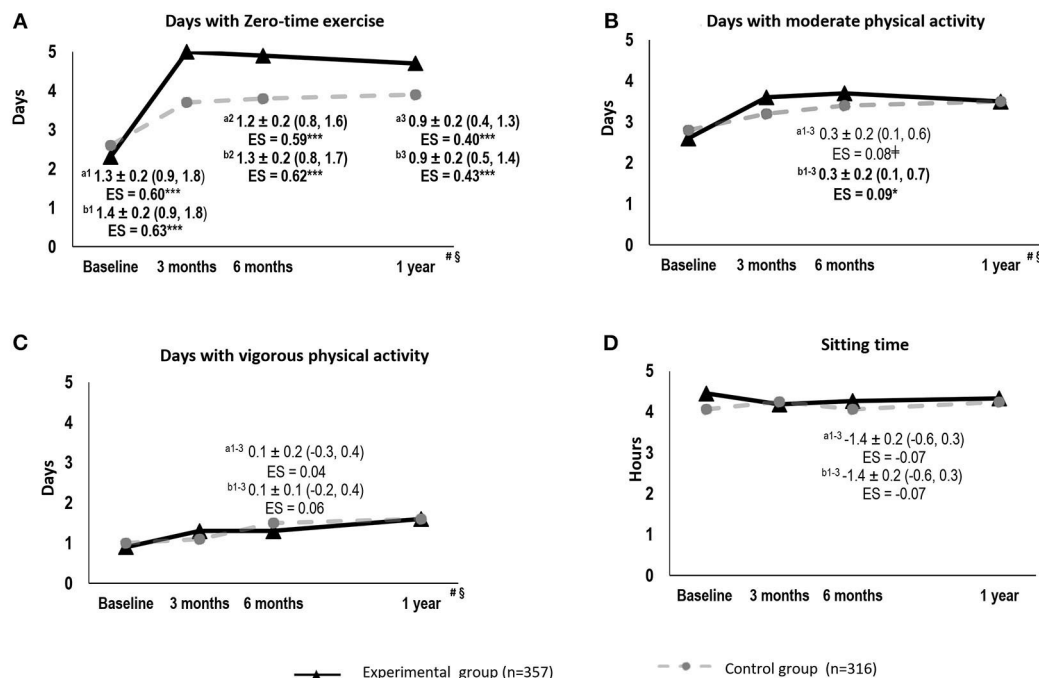 A
Days with Zero-time exercise
5
4
3
2
1
0
Days
a1 1.3 ± 0.2 (0.9, 1.8)
ES = 0.60***
b1 1.4 ± 0.2 (0.9, 1.8)
ES = 0.63***
a2 1.2 ± 0.2 (0.8, 1.6)
ES = 0.59***
b2 1.3 ± 0.2 (0.8, 1.7)
ES = 0.62***
a3 0.9 ± 0.2 (0.4, 1.3)
ES = 0.40***
b3 0.9 ± 0.2 (0.5, 1.4)
ES = 0.43***
Baseline 3 months 6 months 1 year # §
B
Days with moderate physical activity
5
4
3
2
1
0
Days
a1-3 0.3 ± 0.2 (0.1, 0.6)
ES = 0.08ǂ
b1-3 0.3 ± 0.2 (0.1, 0.7)
ES = 0.09*
Baseline 3 months 6 months 1 year # §
C
Days with vigorous physical activity
5
4
3
2
1
0
Days
a1-3 0.1 ± 0.2 (-0.3, 0.4)
ES = 0.04
b1-3 0.1 ± 0.1 (-0.2, 0.4)
ES = 0.06
Baseline 3 months 6 months 1 year # §
D
Sitting time
5
4
3
2
1
0
Hours
a1-3 -1.4 ± 0.2 (-0.6, 0.3)
ES = -0.07
b1-3 -1.4 ± 0.2 (-0.6, 0.3)
ES = -0.07
Baseline 3 months 6 months 1 year
Experimental group (n=357)
Control group (n=316)